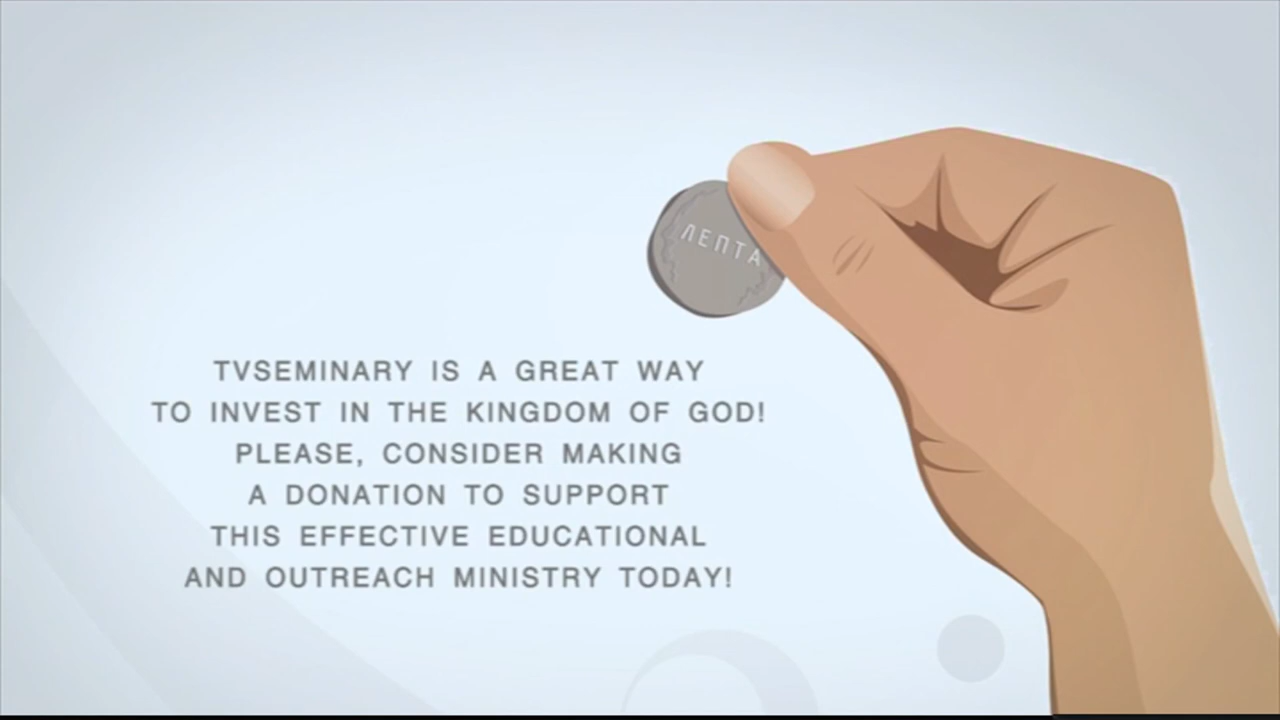 ЛЕПТА
TVSEMINARY IS A GREAT WAY
TO INVEST IN THE KINGDOM OF GOD!
PLEASE, CONSIDER MAKING
A DONATION TO SUPPORT
THIS EFFECTIVE EDUCATIONAL
AND OUTREACH MINISTRY TODAY!